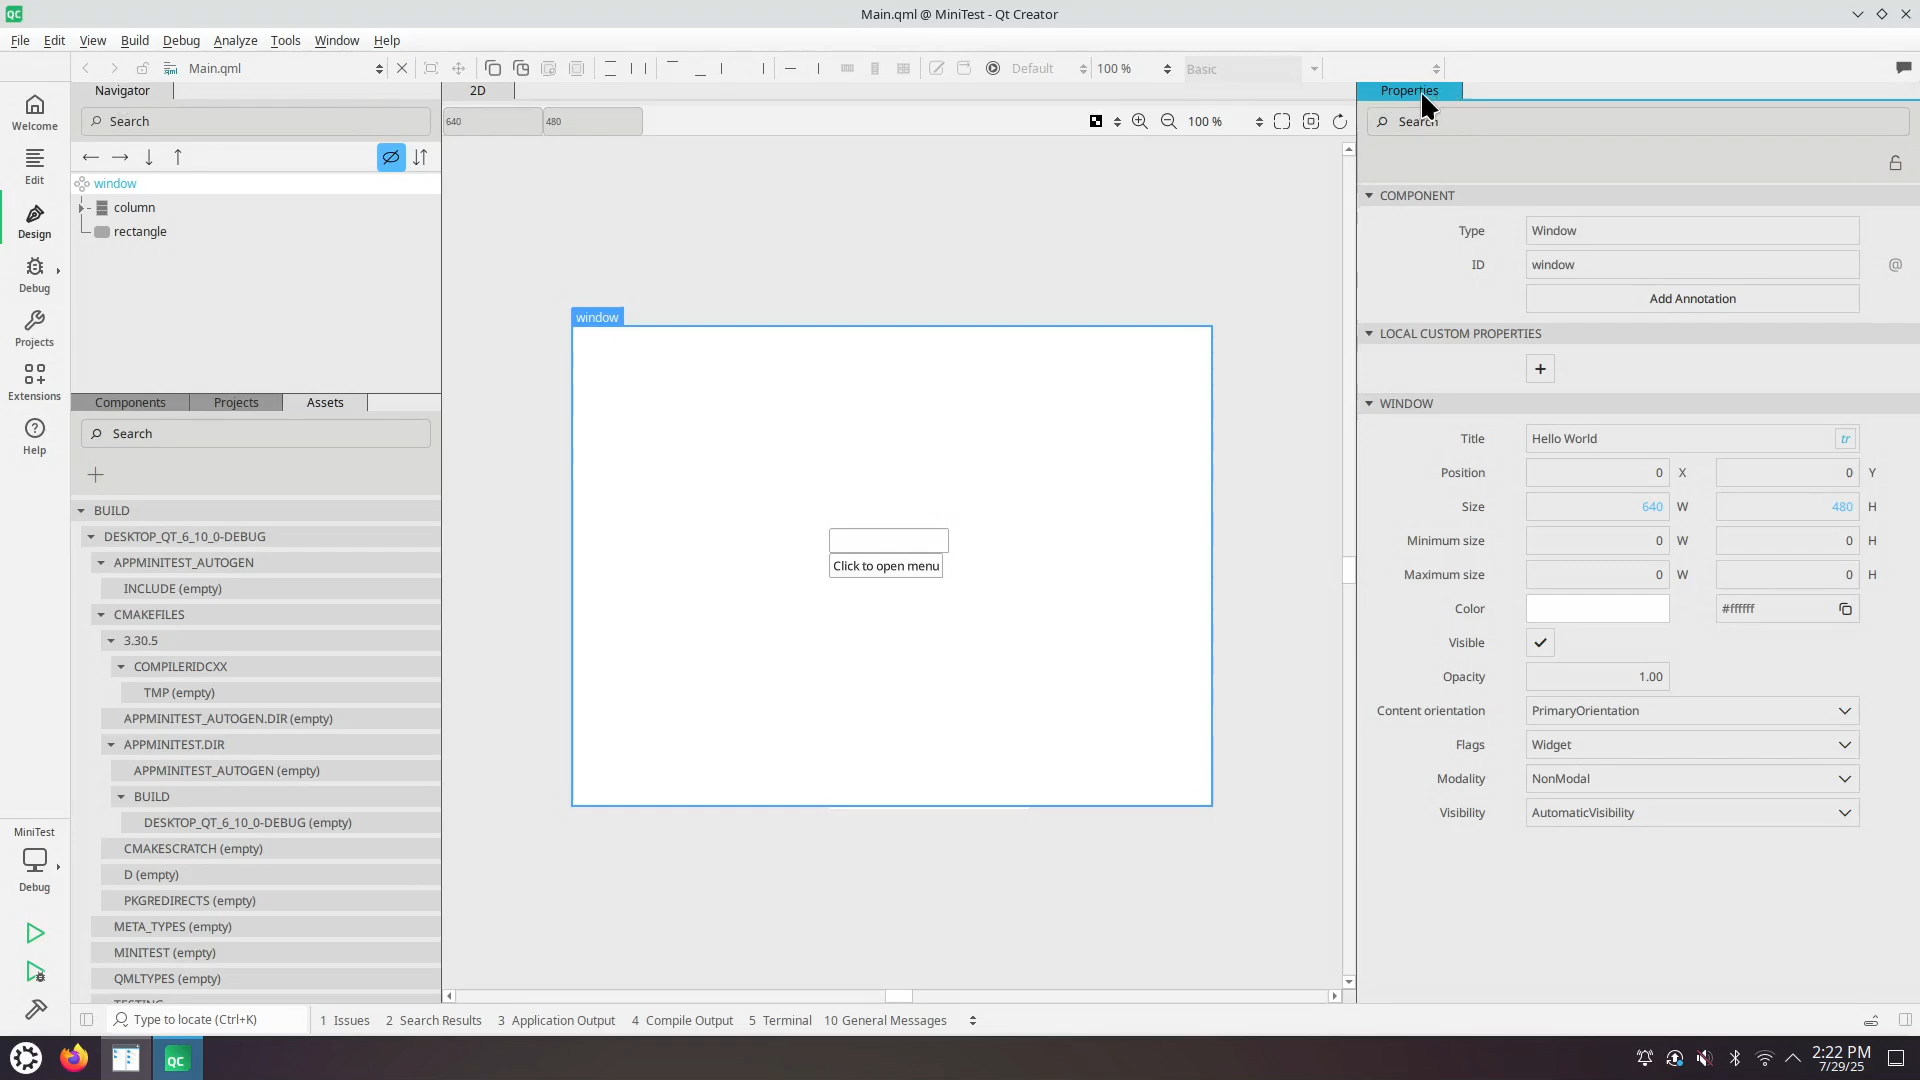 Main.qml @ MiniTest - Qt Creator
File Edit View Build Debug Analyze Tools Window Help
Main.qml Default 100 % Basic
Navigator
Search
window
column
rectangle
Components Projects Assets
Search
BUILD
DESKTOP_QT_6_10_0-DEBUG
APPMINITEST_AUTOGEN
INCLUDE (empty)
CMAKEFILES
3.30.5
COMPILERIDCXX
TMP (empty)
APPMINITEST_AUTOGEN.DIR (empty)
APPMINITEST.DIR
APPMINITEST_AUTOGEN (empty)
BUILD
DESKTOP_QT_6_10_0-DEBUG (empty)
CMAKESCRATCH (empty)
D (empty)
PKGREDIRECTS (empty)
META_TYPES (empty)
MINITEST (empty)
QMLTYPES (empty)
Welcome
Edit
Design
Debug
Projects
Extensions
Help
MiniTest
Debug
2D
640 480 100 %
window
Click to open menu
Properties
Search
COMPONENT
Type Window
ID window @
Add Annotation
LOCAL CUSTOM PROPERTIES
+
WINDOW
Title Hello World tr
Position 0 X 0 Y
Size 640 W 480 H
Minimum size 0 W 0 H
Maximum size 0 W 0 H
Color #ffffff
Visible
Opacity 1.00
Content orientation PrimaryOrientation
Flags Widget
Modality NonModal
Visibility AutomaticVisibility
Type to locate (Ctrl+K) 1 Issues 2 Search Results 3 Application Output 4 Compile Output 5 Terminal 10 General Messages
QC
2:22 PM
7/29/25